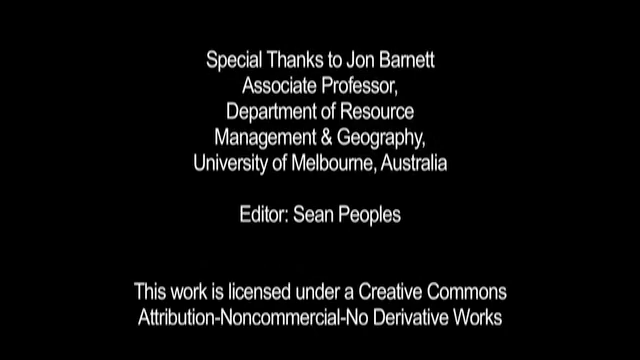 Special Thanks to Jon Barnett
Associate Professor,
Department of Resource
Management & Geography,
University of Melbourne, Australia
Editor: Sean Peoples
This work is licensed under a Creative Commons
Attribution-Noncommercial-No Derivative Works